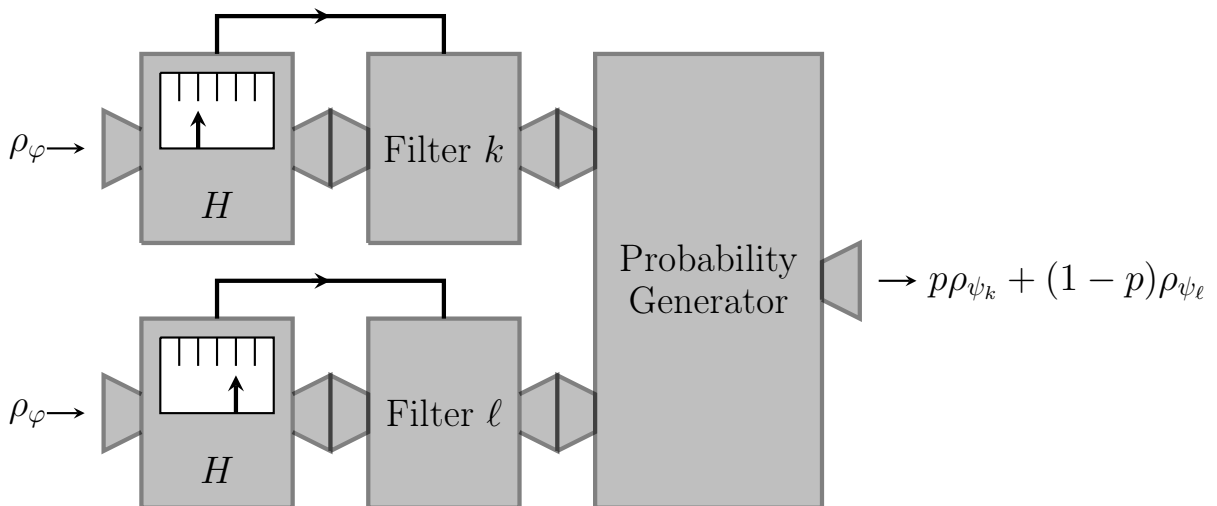 ρ_φ
H
Filter k
Probability
Generator
pρ_{ψ_k} + (1 − p)ρ_{ψ_ℓ}
ρ_φ
H
Filter ℓ